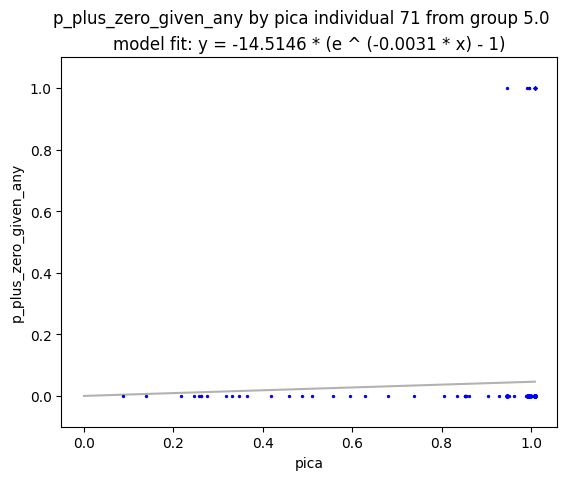 p_plus_zero_given_any by pica individual 71 from group 5.0
model fit: y = -14.5146 * (e ^ (-0.0031 * x) - 1)
1.0
0.8
0.6
0.4
0.2
0.0
p_plus_zero_given_any
0.0 0.2 0.4 0.6 0.8 1.0
pica